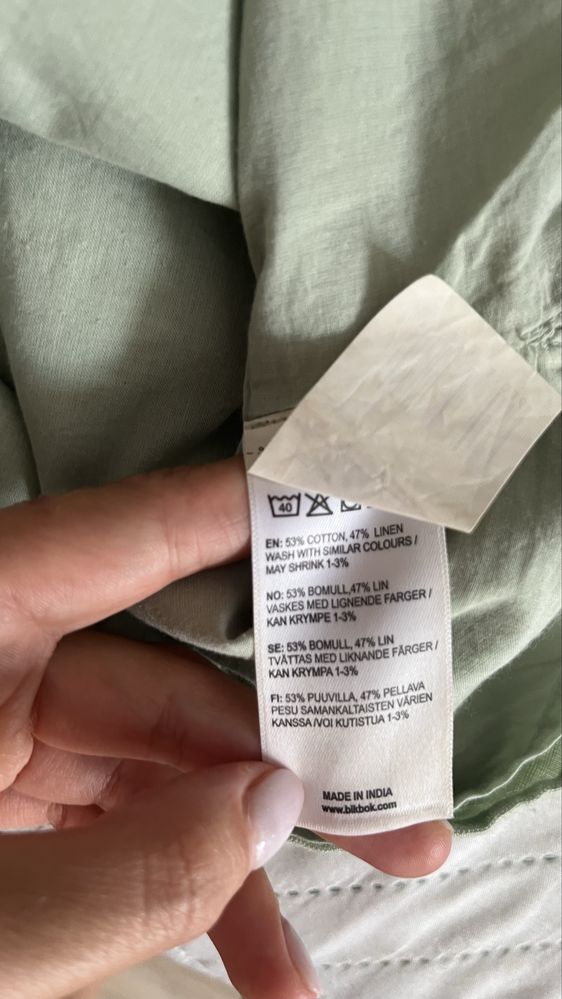 40
EN: 53% COTTON, 47% LINEN
WASH WITH SIMILAR COLOURS /
MAY SHRINK 1-3%
NO: 53% BOMULL,47% LIN
VASKES MED LIGNENDE FARGER /
KAN KRYMPE 1-3%
SE: 53% BOMULL, 47% LIN
TVÄTTAS MED LIKNANDE FÄRGER /
KAN KRYMPA 1-3%
FI: 53% PUUVILLA, 47% PELLAVA
PESU SAMANKALTAISTEN VÄRIEN
KANSSA /VOI KUTISTUA 1-3%
MADE IN INDIA
www.bikbok.com